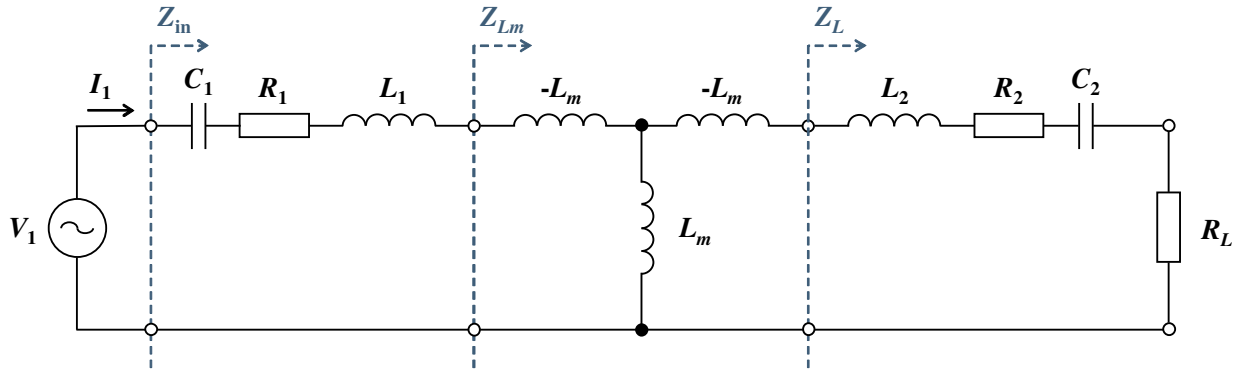 Z_in Z_Lm Z_L
I_1 C_1 R_1 L_1 -L_m -L_m L_2 R_2 C_2
V_1 L_m R_L